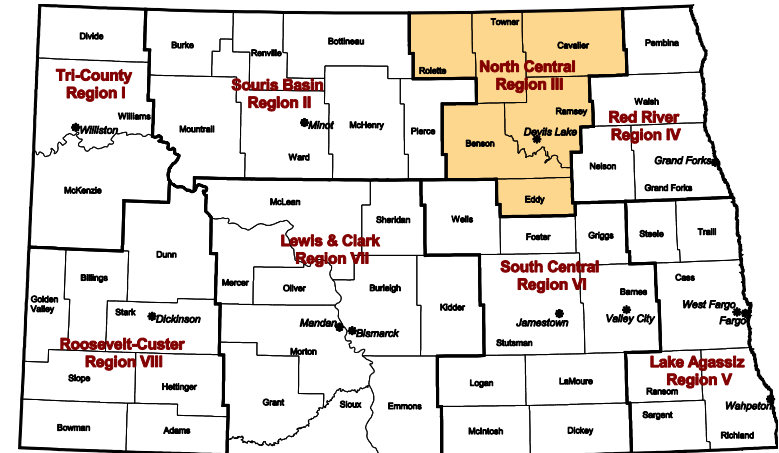 Divide
Burke
Renville
Bottineau
Rolette
Towner
Cavalier
Pembina
Tri-County
Region I
Williams
Williston
Souris Basin
Region II
Mountrail
Minot
Ward
McHenry
Pierce
North Central
Region III
Ramsey
Benson
Devils Lake
Eddy
Walsh
Red River
Region IV
Nelson
Grand Forks
Grand Forks
McKenzie
McLean
Sheridan
Wells
Foster
Griggs
Steele
Traill
Dunn
Lewis & Clark
Region VII
Mercer
Oliver
Burleigh
Kidder
South Central
Region VI
Barnes
Jamestown
Valley City
Stutsman
Cass
West Fargo
Fargo
Golden
Valley
Billings
Stark
Dickinson
Mandan
Bismarck
Morton
Roosevelt-Custer
Region VIII
Slope
Hettinger
Bowman
Adams
Grant
Sioux
Emmons
Logan
LaMoure
McIntosh
Dickey
Lake Agassiz
Region V
Ransom
Sargent
Wahpeton
Richland